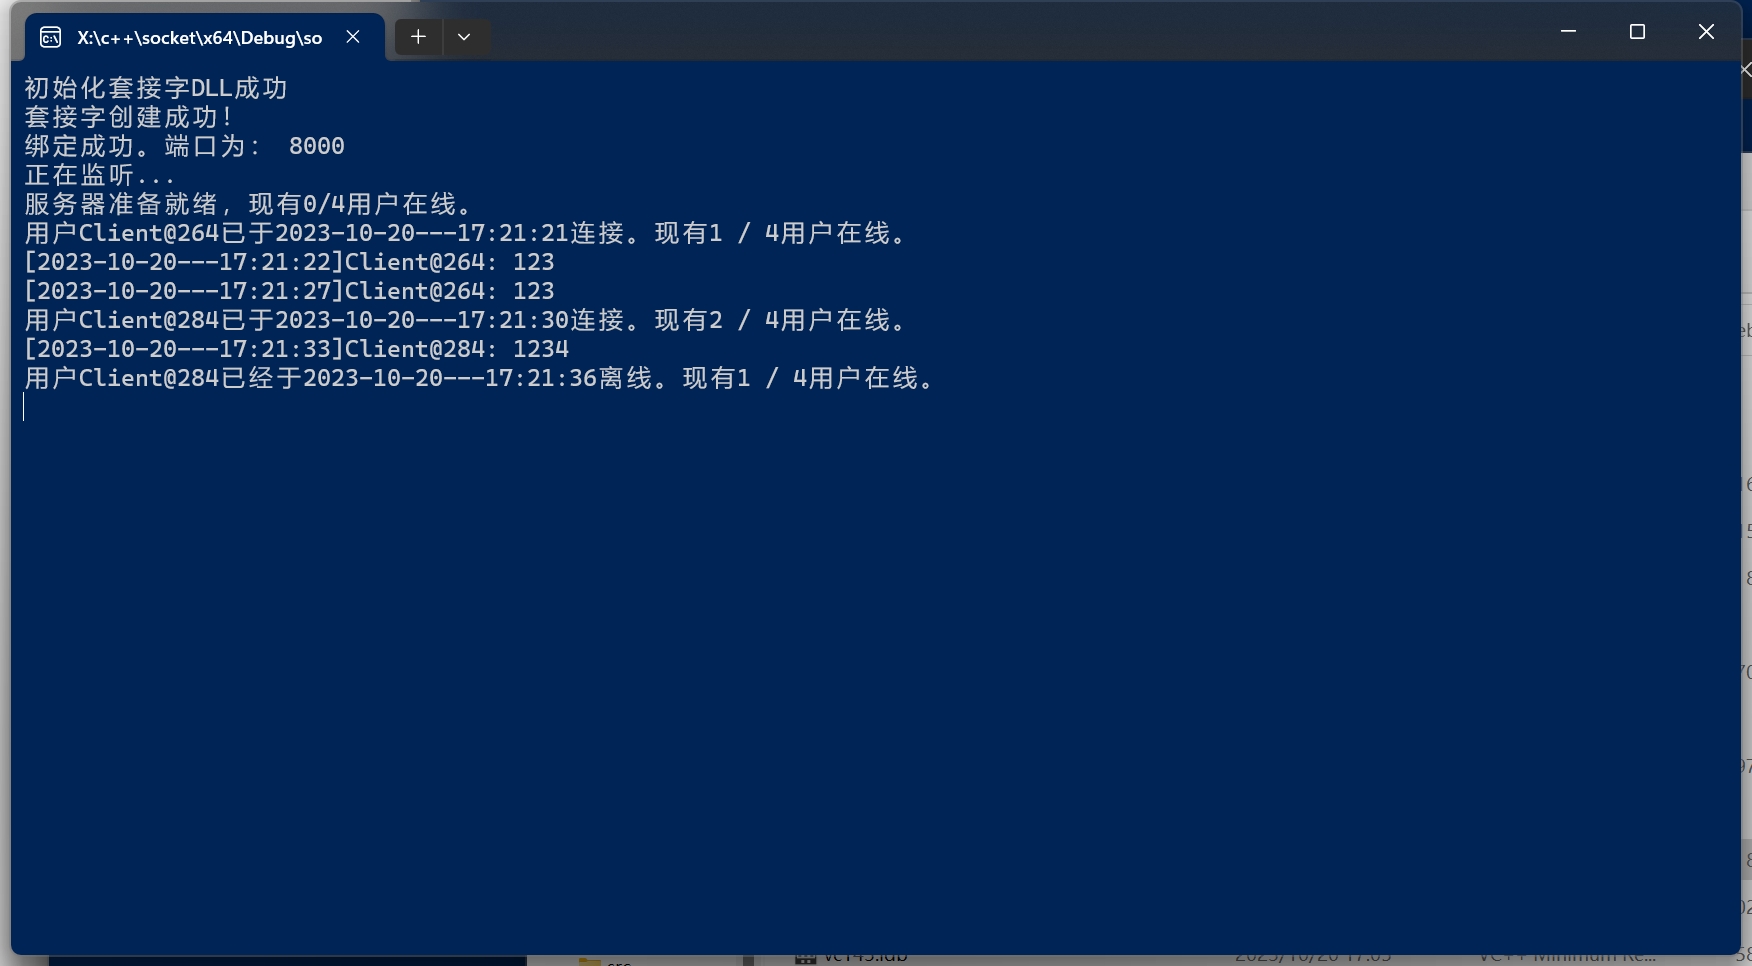 X:\c++\socket\x64\Debug\so
初始化套接字DLL成功
套接字创建成功！
绑定成功。端口为： 8000
正在监听...
服务器准备就绪，现有0/4用户在线。
用户Client@264已于2023-10-20---17:21:21连接。现有1 / 4用户在线。
[2023-10-20---17:21:22]Client@264: 123
[2023-10-20---17:21:27]Client@264: 123
用户Client@284已于2023-10-20---17:21:30连接。现有2 / 4用户在线。
[2023-10-20---17:21:33]Client@284: 1234
用户Client@284已经于2023-10-20---17:21:36离线。现有1 / 4用户在线。